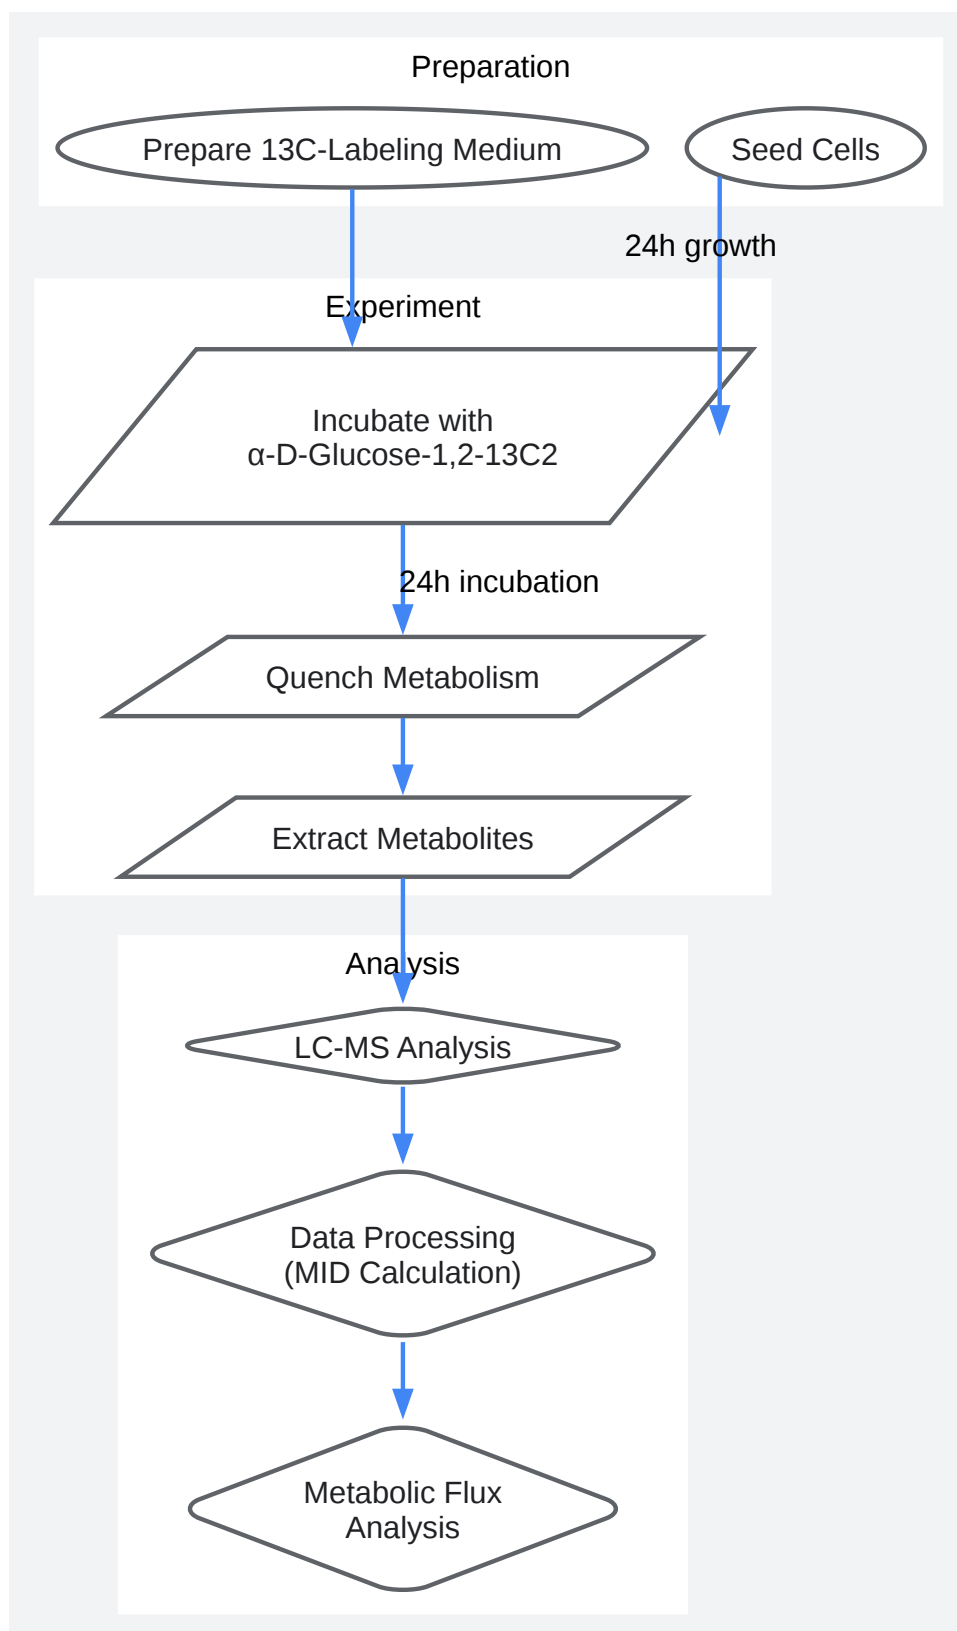 Preparation
Prepare 13C-Labeling Medium
Seed Cells
24h growth
Experiment
Incubate with
α-D-Glucose-1,2-13C2
24h incubation
Quench Metabolism
Extract Metabolites
Analysis
LC-MS Analysis
Data Processing
(MID Calculation)
Metabolic Flux
Analysis